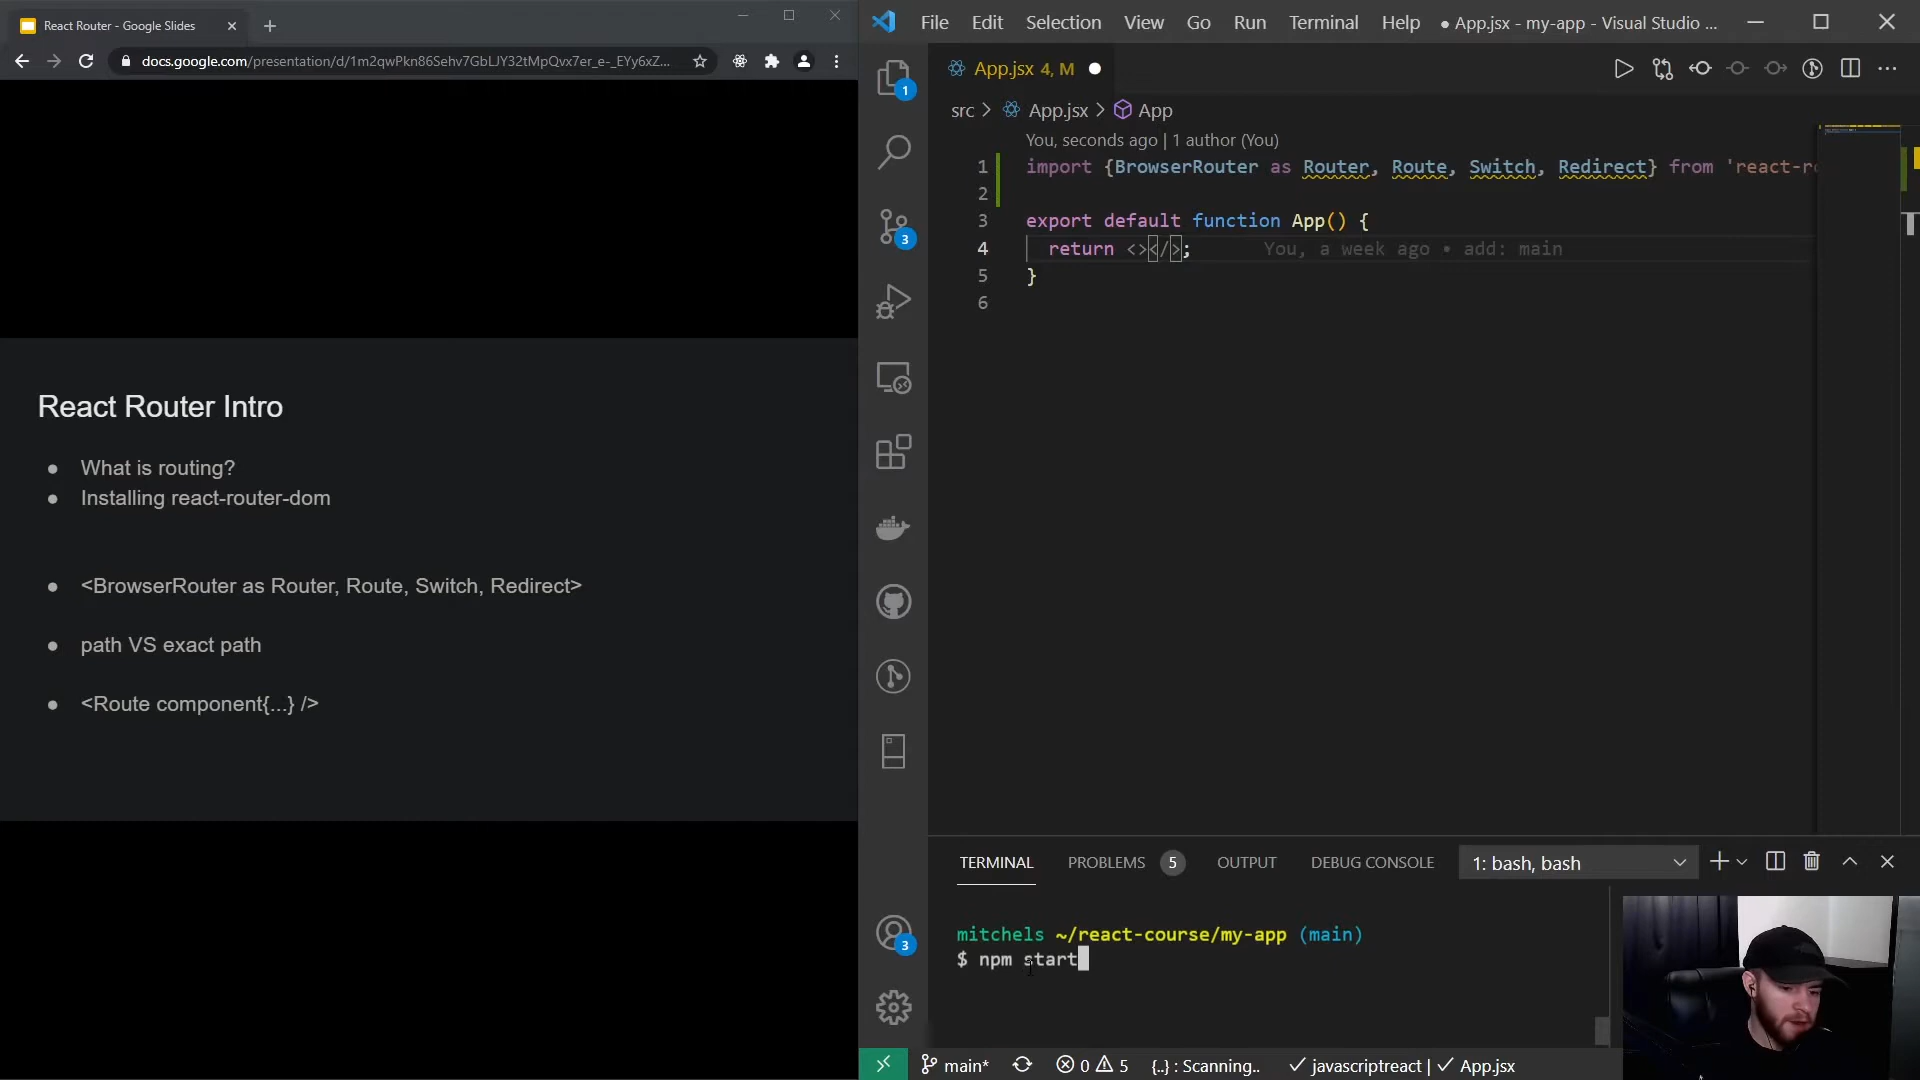 React Router - Google Slides
docs.google.com/presentation/d/1m2qwPkn86Sehv7GbLJY32tMpQvx7er_e-_EYy6xZ...
React Router Intro
What is routing?
Installing react-router-dom
<BrowserRouter as Router, Route, Switch, Redirect>
path VS exact path
<Route component{...} />
File Edit Selection View Go Run Terminal Help ● App.jsx - my-app - Visual Studio ...
App.jsx 4, M
src > App.jsx > App
You, seconds ago | 1 author (You)
1 import {BrowserRouter as Router, Route, Switch, Redirect} from 'react-ro
2
3 export default function App() {
4 return <></>; You, a week ago • add: main
5 }
6
1
3
3
TERMINAL PROBLEMS 5 OUTPUT DEBUG CONSOLE 1: bash, bash
mitchels ~/react-course/my-app (main)
$ npm start
main* 0 5 {..} : Scanning.. ✓ javascriptreact | ✓ App.jsx